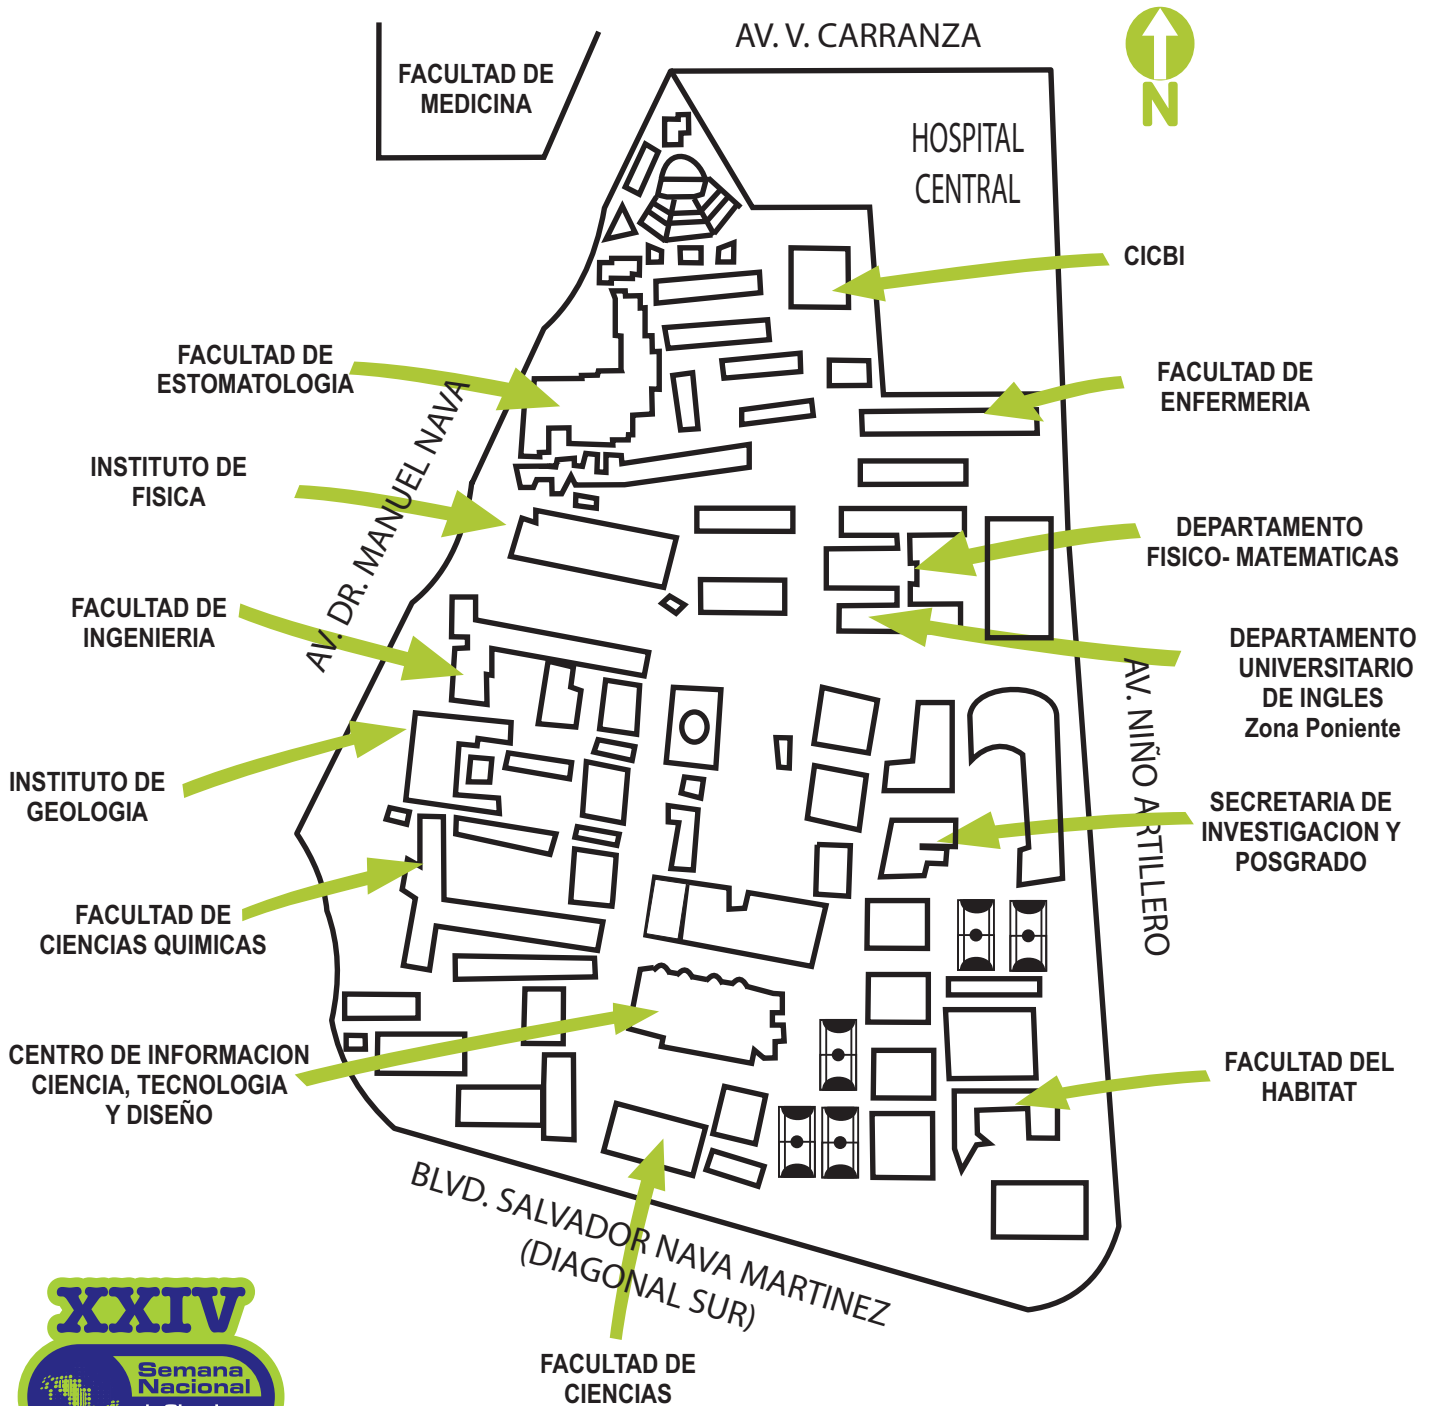 AV. V. CARRANZA
N
FACULTAD DE
MEDICINA
HOSPITAL
CENTRAL
CICBI
FACULTAD DE
ESTOMATOLOGIA
FACULTAD DE
ENFERMERIA
AV. DR. MANUEL NAVA
INSTITUTO DE
FISICA
DEPARTAMENTO
FISICO- MATEMATICAS
FACULTAD DE
INGENIERIA
DEPARTAMENTO
UNIVERSITARIO
DE INGLES
Zona Poniente
AV. NIÑO ARTILLERO
INSTITUTO DE
GEOLOGIA
SECRETARIA DE
INVESTIGACION Y
POSGRADO
FACULTAD DE
CIENCIAS QUIMICAS
CENTRO DE INFORMACION
CIENCIA, TECNOLOGIA
Y DISEÑO
FACULTAD DEL
HABITAT
BLVD. SALVADOR NAVA MARTINEZ
(DIAGONAL SUR)
FACULTAD DE
CIENCIAS
XXIV
Semana
Nacional